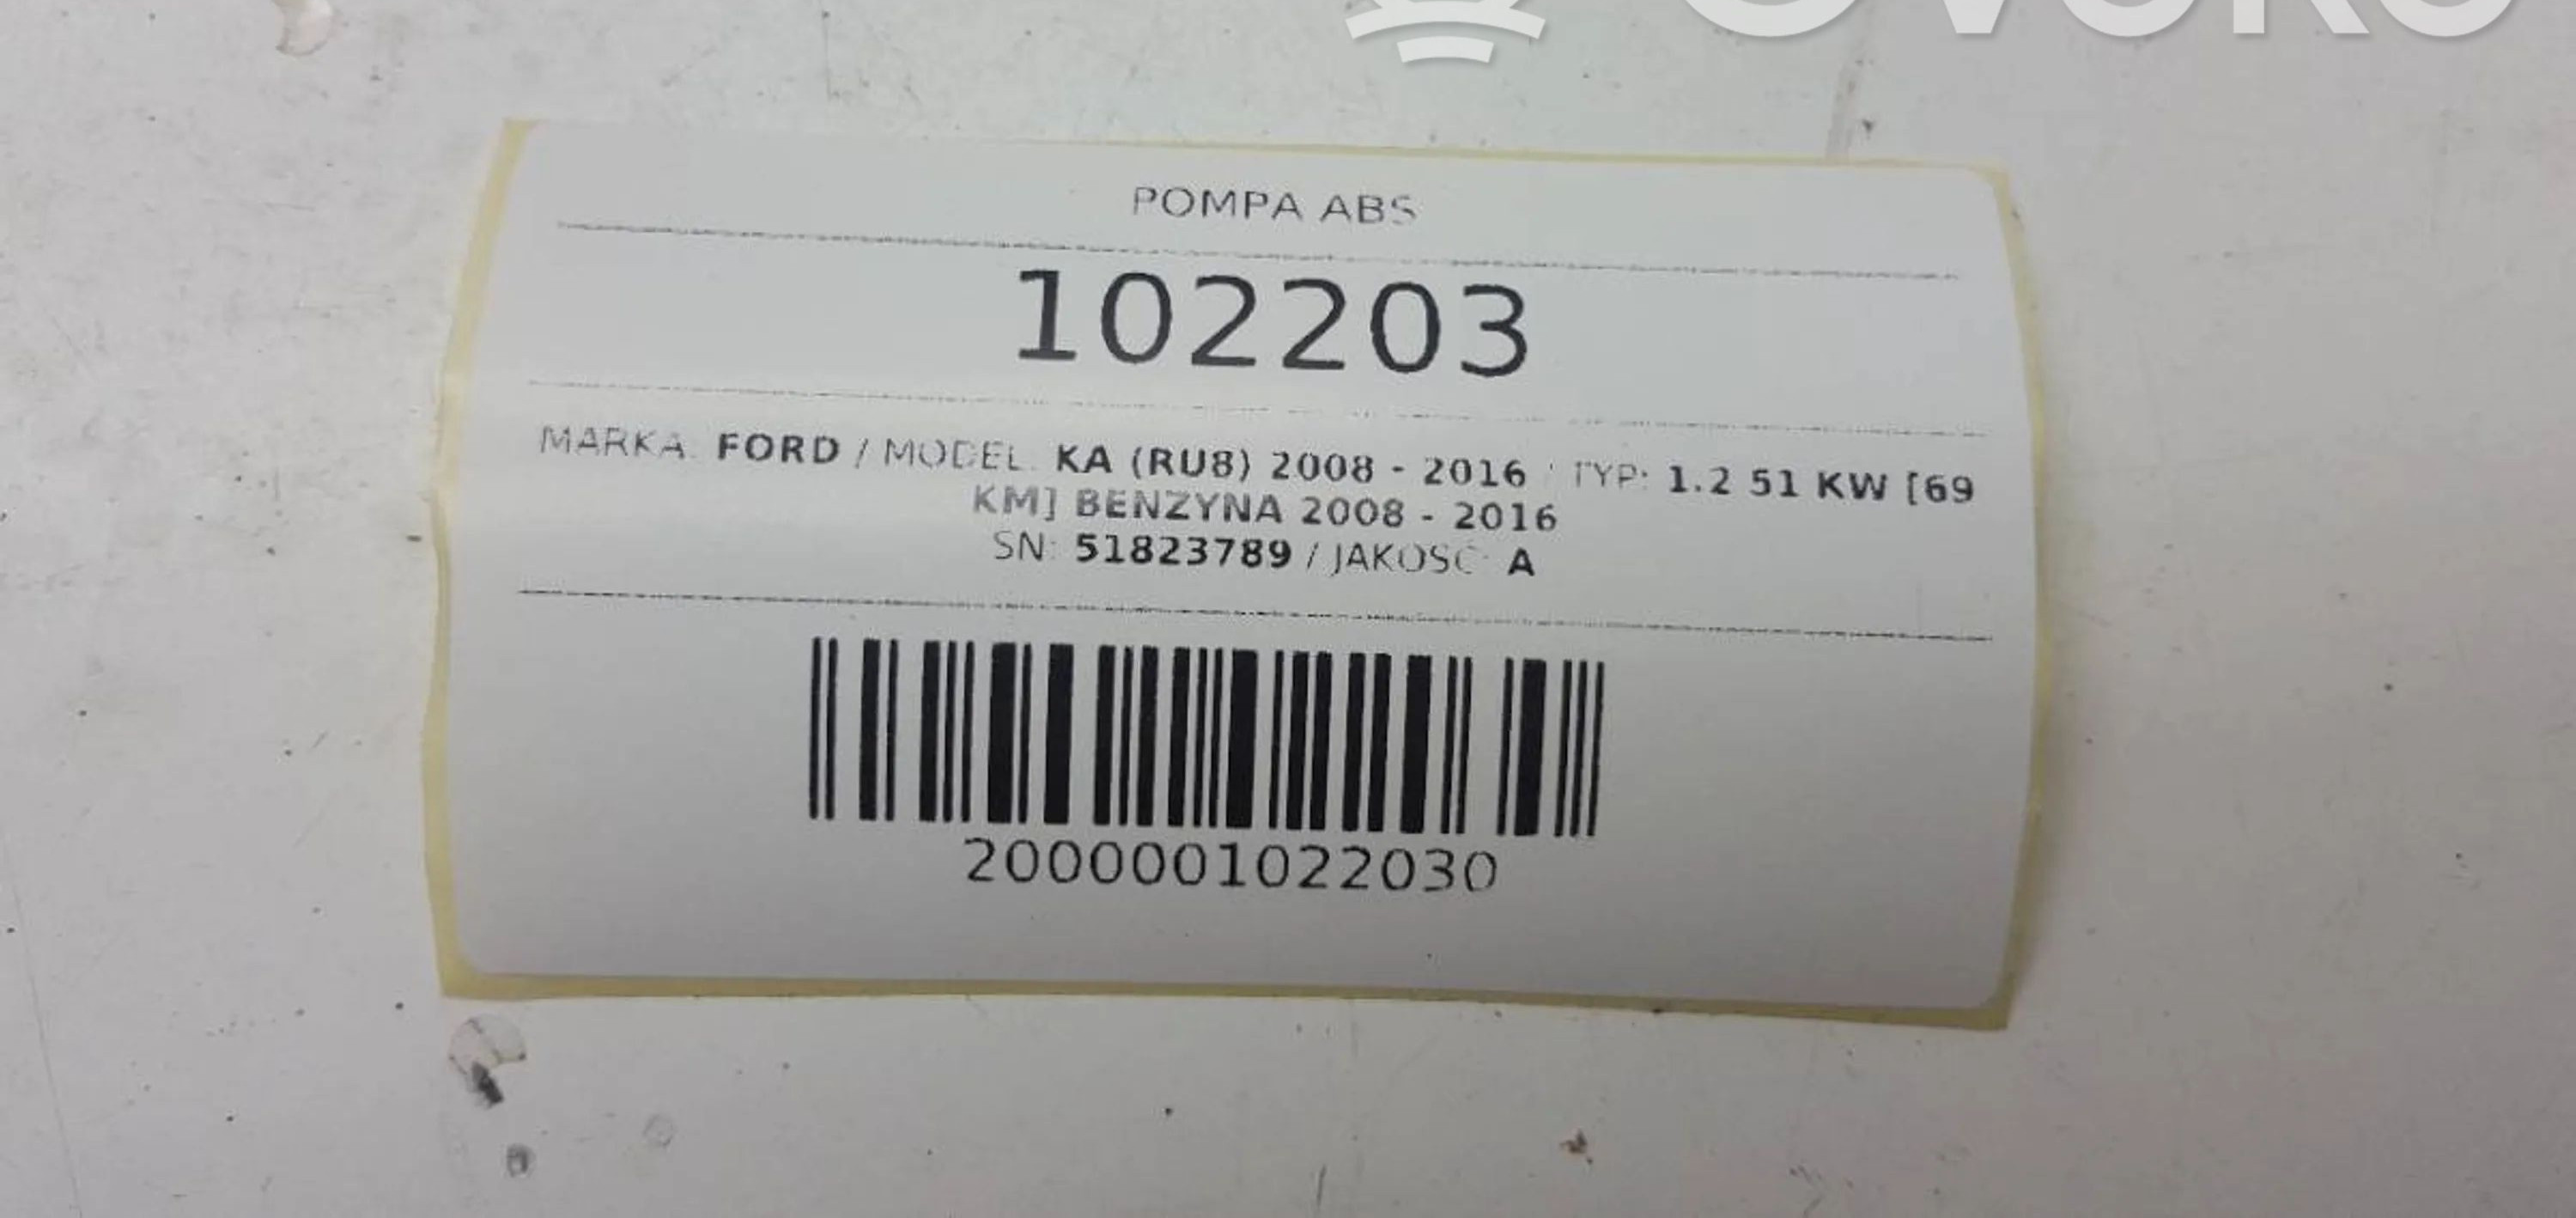 POMPA ABS
102203
MARKA: FORD / MODEL: KA (RU8) 2008 - 2016 / TYP: 1.2 51 KW [69
KM] BENZYNA 2008 - 2016
SN: 51823789 / JAKOŚĆ: A
2000001022030